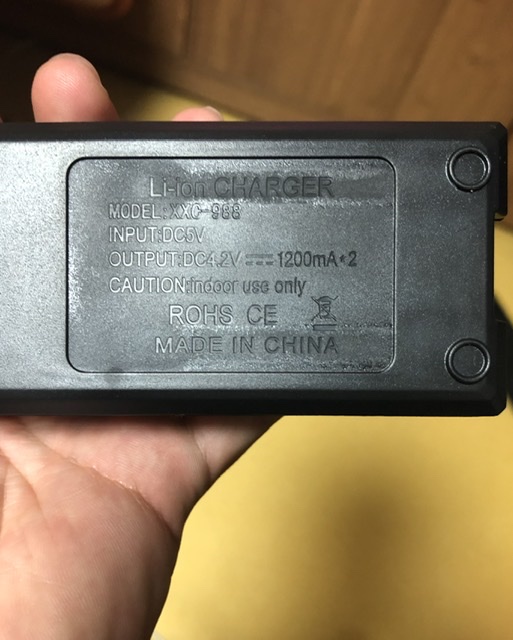 Li-ion CHARGER
MODEL:XXC-988
INPUT:DC5V
OUTPUT:DC4.2V ⎓ 1200mA*2
CAUTION:indoor use only
ROHS CE
MADE IN CHINA